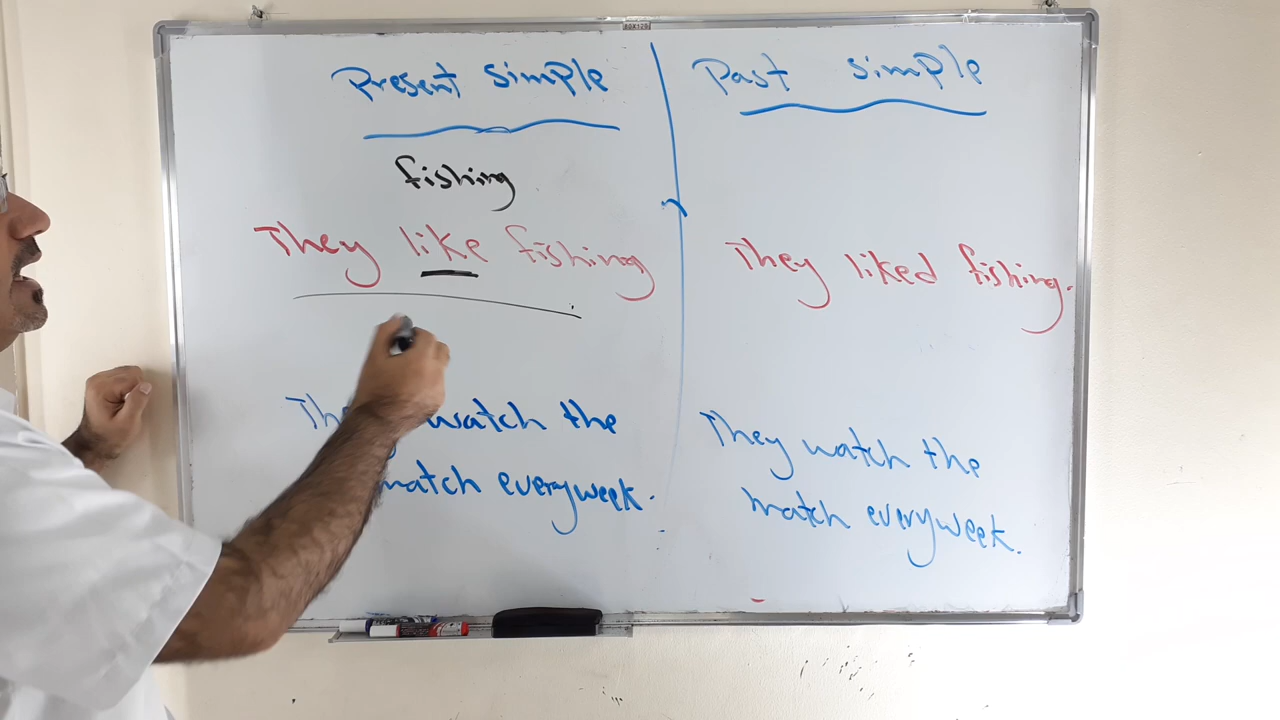 Present simple
fishing
They like fishing
They watch the
match everyweek.
Past simple
They liked fishing.
They watch the
match everyweek.